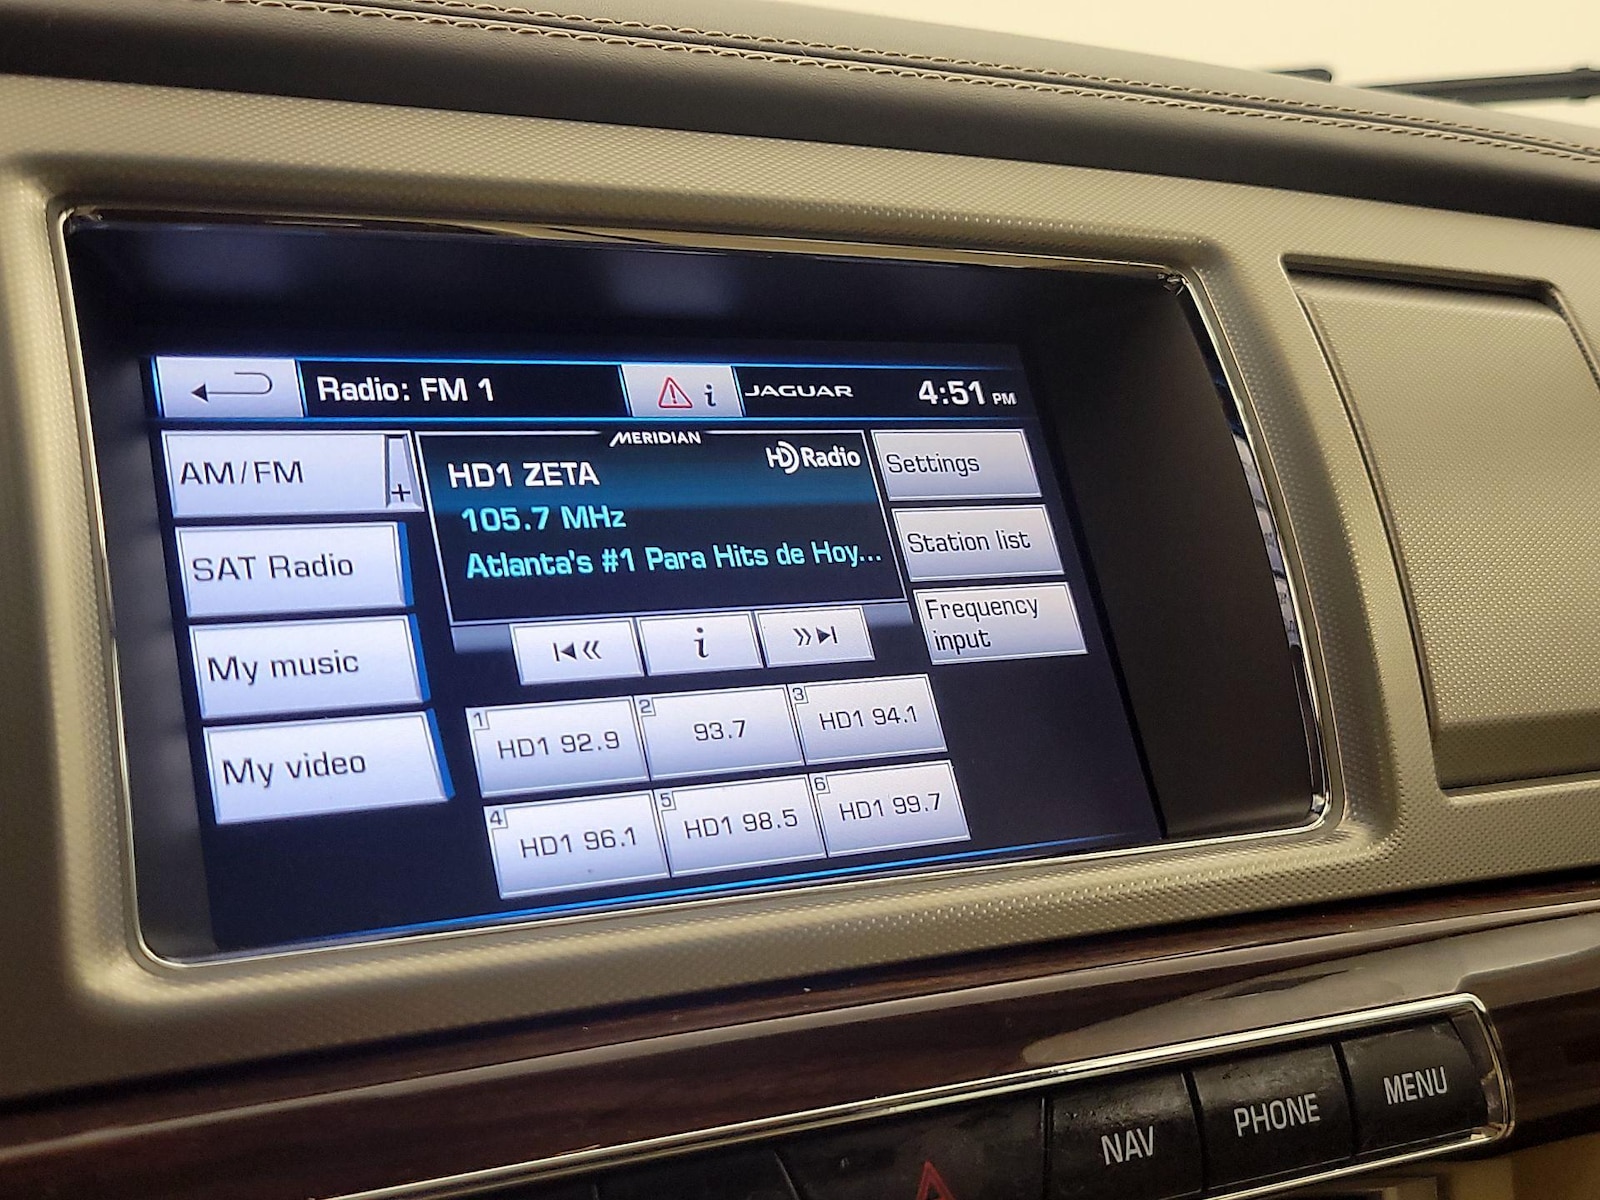 Radio: FM 1
i
JAGUAR
4:51 PM
AM/FM
+
MERIDIAN
HD1 ZETA
HD Radio
105.7 MHz
Atlanta's #1 Para Hits de Hoy...
Settings
SAT Radio
Station list
My music
i
Frequency
input
My video
1
HD1 92.9
2
93.7
3
HD1 94.1
4
HD1 96.1
5
HD1 98.5
6
HD1 99.7
NAV
PHONE
MENU